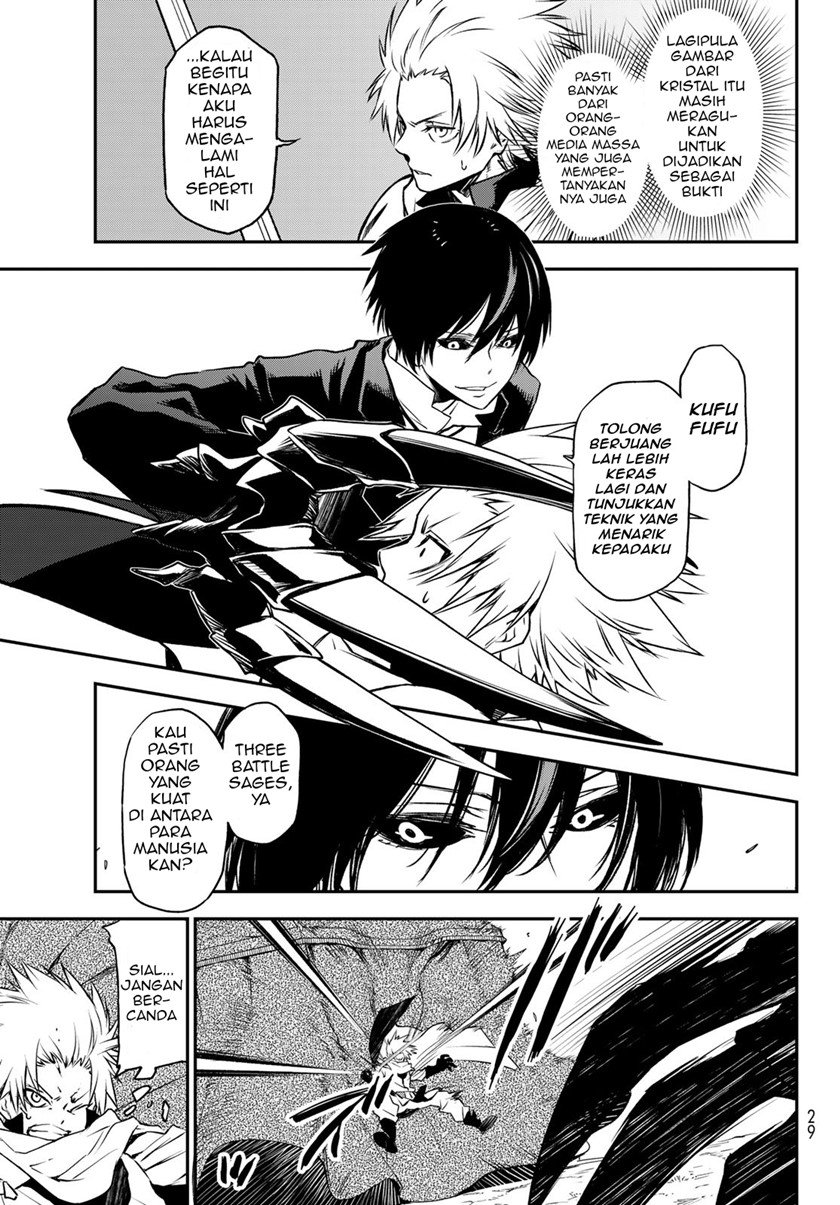 LAGIPULA
GAMBAR
DARI
KRISTAL ITU
MASIH
MERAGU-
KAN
UNTUK
DIJADIKAN
SEBAGAI
BUKTI
PASTI
BANYAK
DARI
ORANG-
ORANG
MEDIA MASSA
YANG JUGA
MEMPER-
TANYAKAN
NYA JUGA
...KALAU
BEGITU
KENAPA
AKU
HARUS
MENGA-
LAMI
HAL
SEPERTI
INI
KUFU
FUFU
TOLONG
BERJUANG
LAH LEBIH
KERAS
LAGI DAN
TUNJUKKAN
TEKNIK YANG
MENARIK
KEPADAKU
THREE
BATTLE
SAGES,
YA
KAU
PASTI
ORANG
YANG
KUAT
DI ANTARA
PARA
MANUSIA
KAN?
SIAL...
JANGAN
BER-
CANDA
29